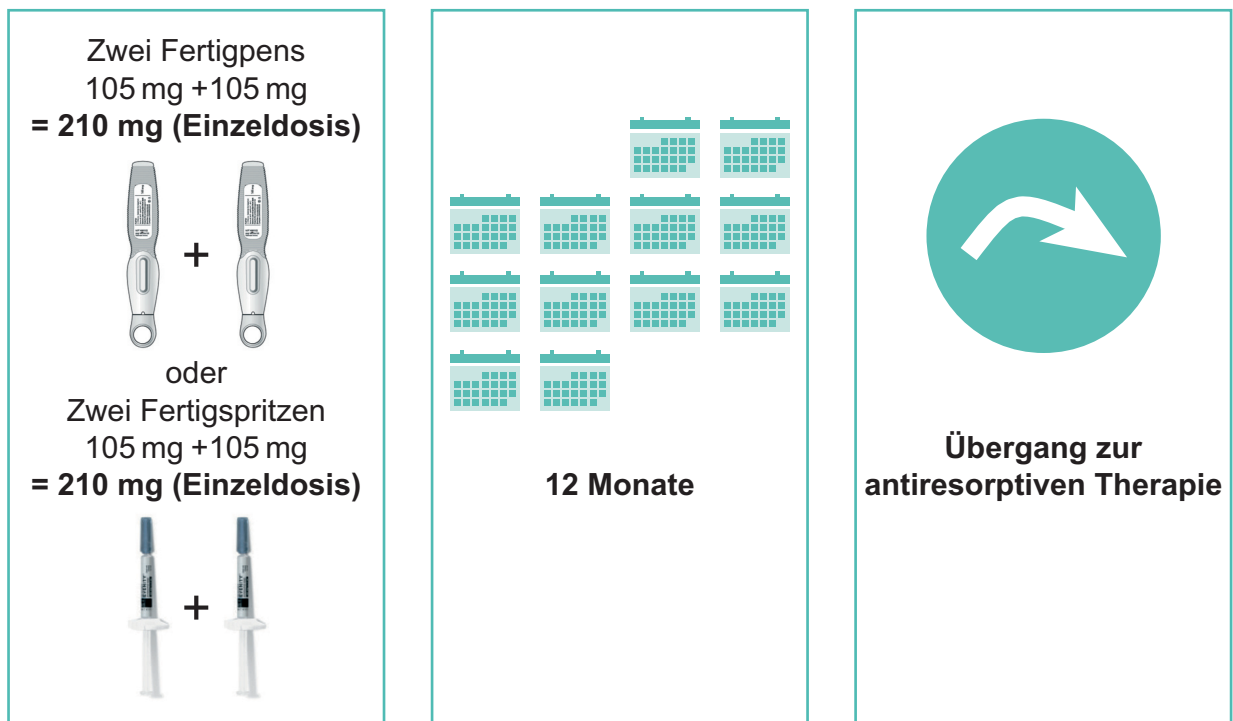 Zwei Fertigpens
105 mg +105 mg
= 210 mg (Einzeldosis)
+
oder
Zwei Fertigspritzen
105 mg +105 mg
= 210 mg (Einzeldosis)
+
12 Monate
Übergang zur
antiresorptiven Therapie